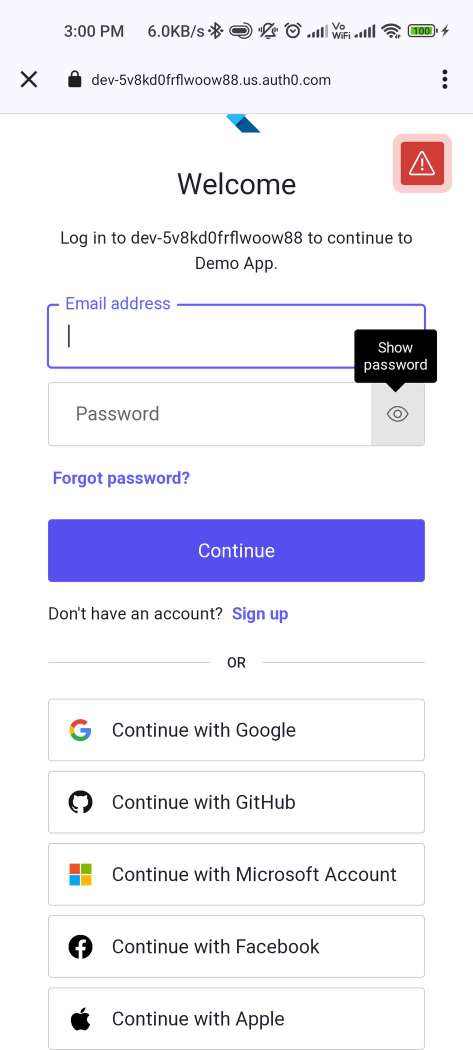 3:00 PM 6.0KB/s Vo WiFi 100
dev-5v8kd0frflwoow88.us.auth0.com
Welcome
Log in to dev-5v8kd0frflwoow88 to continue to
Demo App.
Email address
Show
password
Password
Forgot password?
Continue
Don't have an account? Sign up
OR
Continue with Google
Continue with GitHub
Continue with Microsoft Account
Continue with Facebook
Continue with Apple